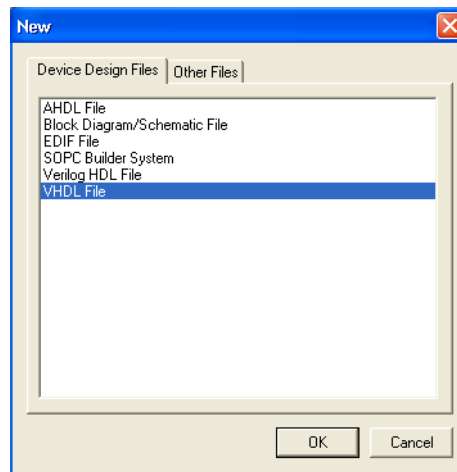 New
Device Design Files Other Files
AHDL File
Block Diagram/Schematic File
EDIF File
SOPC Builder System
Verilog HDL File
VHDL File
OK Cancel